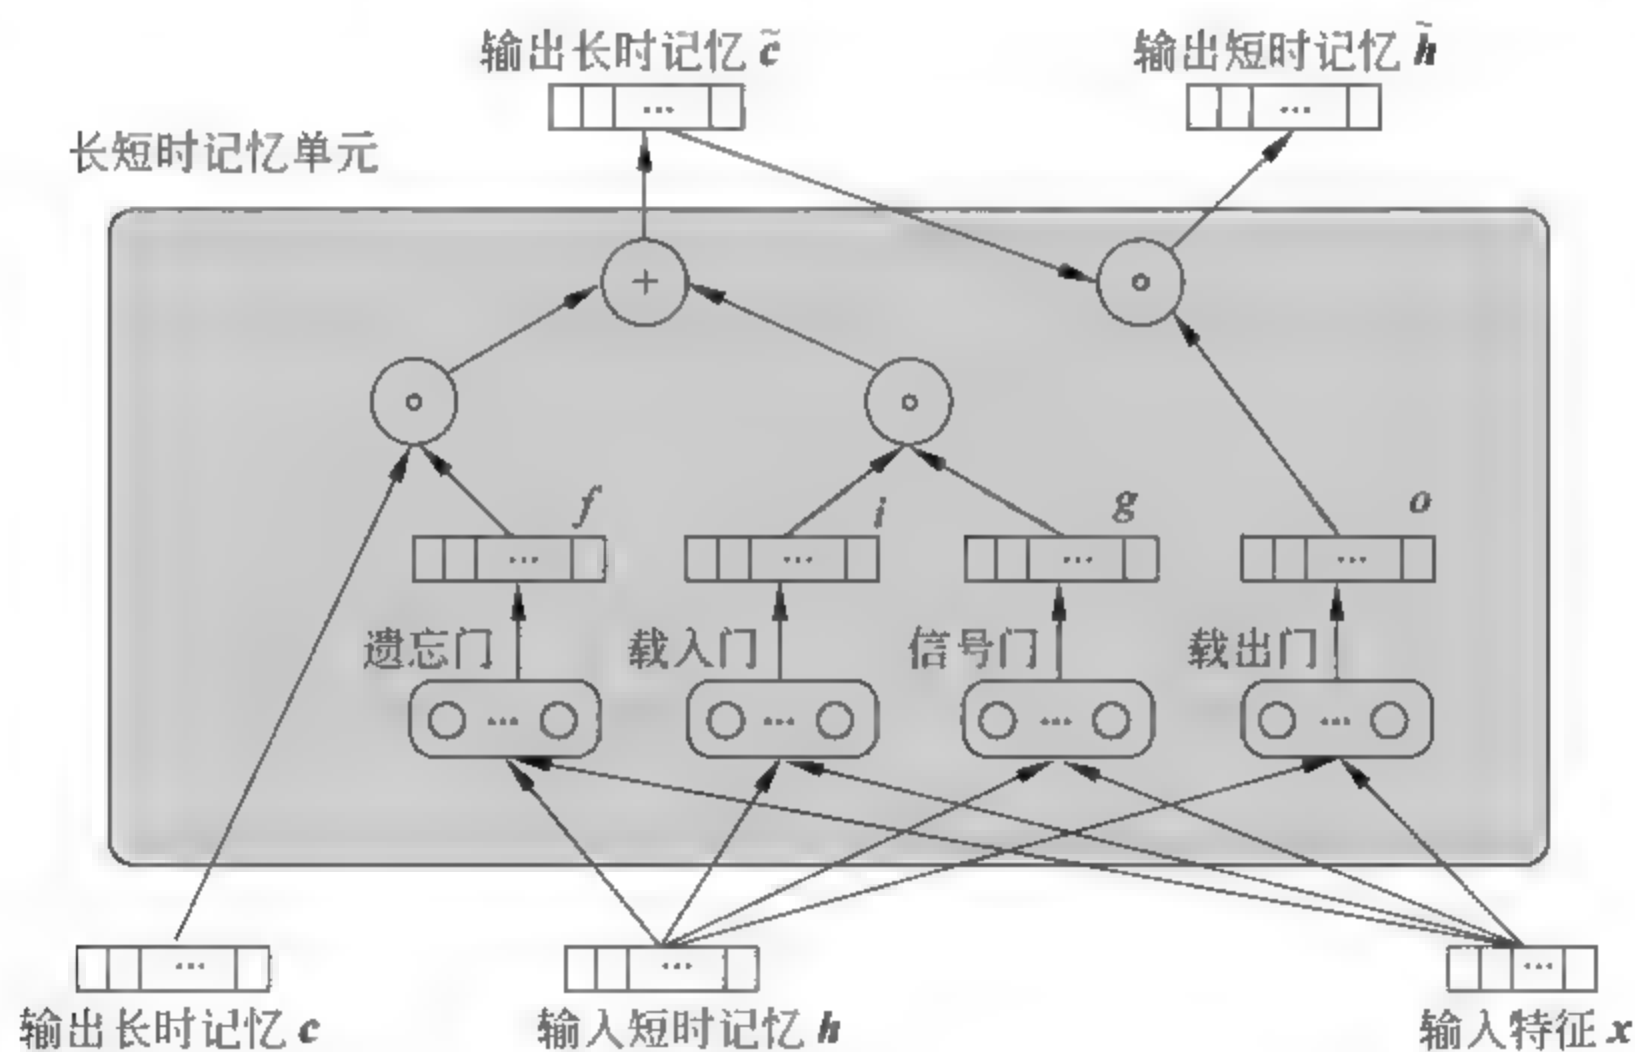 输出长时记忆 c̃
输出短时记忆 h̃
长短时记忆单元
+
f
i
g
o
...
遗忘门
载入门
信号门
载出门
输出长时记忆 c
输入短时记忆 h
输入特征 x